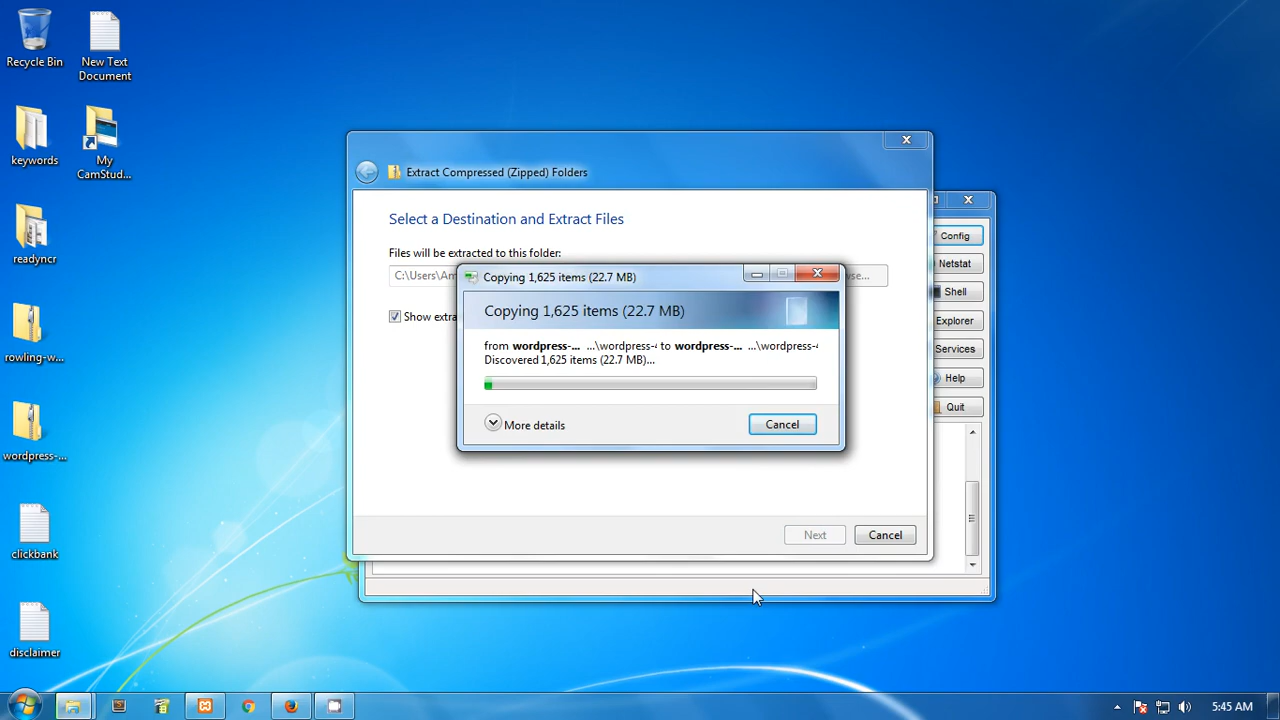 Recycle Bin
New Text
Document
keywords
My
CamStud...
readyncr
rowling-w...
wordpress-...
clickbank
disclaimer
Extract Compressed (Zipped) Folders
Select a Destination and Extract Files
Files will be extracted to this folder:
C:\Users\Am
Show extra
Next
Cancel
Copying 1,625 items (22.7 MB)
Copying 1,625 items (22.7 MB)
from wordpress-... ...\wordpress-4 to wordpress-... ...\wordpress-4
Discovered 1,625 items (22.7 MB)...
More details
Cancel
Config
Netstat
Shell
Explorer
Services
Help
Quit
5:45 AM